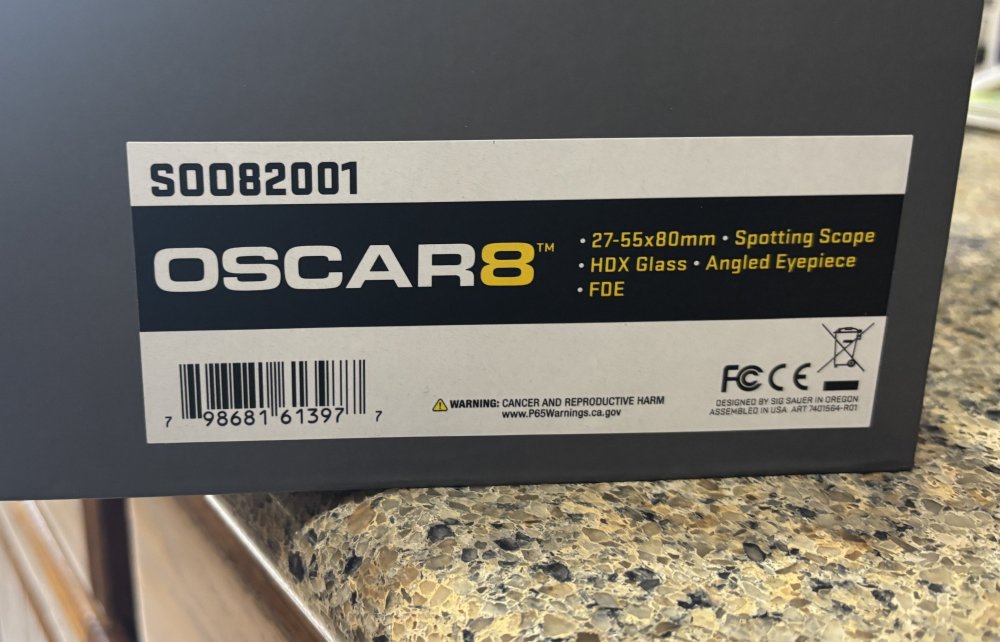 SO082001
OSCAR8™
• 27-55x80mm • Spotting Scope
• HDX Glass • Angled Eyepiece
• FDE
7 98681 61397 7
WARNING: CANCER AND REPRODUCTIVE HARM
www.P65Warnings.ca.gov
FC CE
DESIGNED BY SIG SAUER IN OREGON
ASSEMBLED IN USA ART 7401564-R01